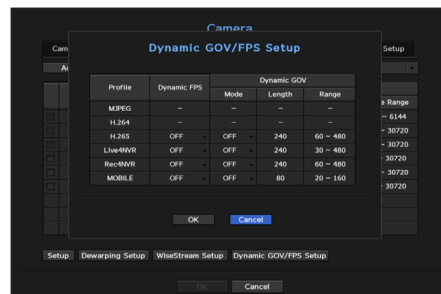 Camera
Cam
Setup
Dynamic GOV/FPS Setup
Profile Dynamic FPS Dynamic GOV
Mode Length Range
MJPEG – – – –
H.264 – – – –
H.265 OFF OFF 240 60 ~ 480
Live4NVR OFF OFF 240 30 ~ 480
Rec4NVR OFF OFF 240 60 ~ 480
MOBILE OFF OFF 80 20 ~ 160
OK Cancel
e Range
~ 6144
~ 30720
~ 30720
~ 30720
~ 30720
~ 30720
Setup Dewarping Setup WiseStream Setup Dynamic GOV/FPS Setup
OK Cancel